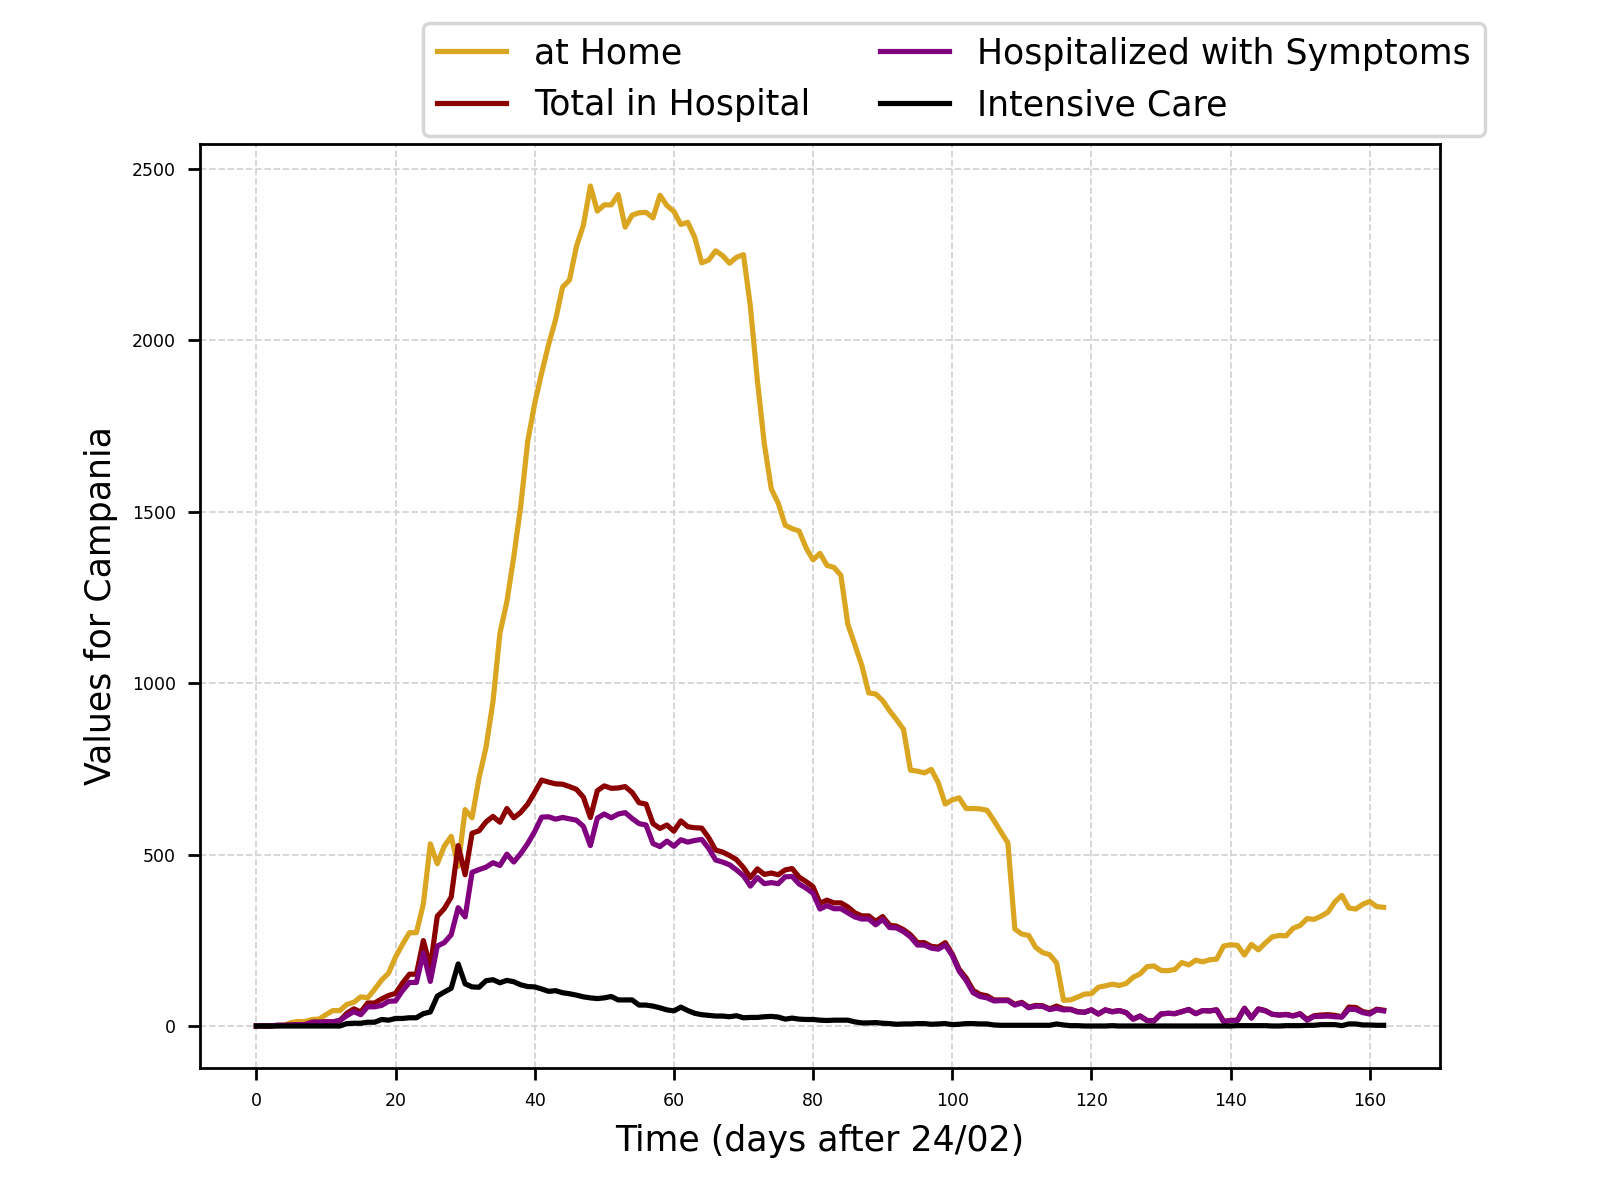 at Home
Total in Hospital
Hospitalized with Symptoms
Intensive Care
Values for Campania
2500
2000
1500
1000
500
0
0 20 40 60 80 100 120 140 160
Time (days after 24/02)